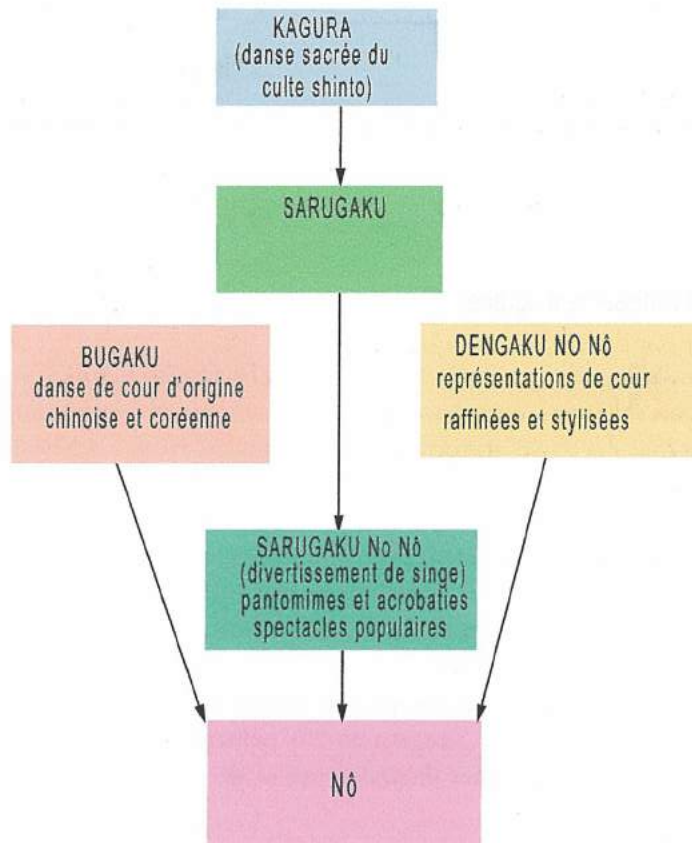 KAGURA
(danse sacrée du
culte shinto)
SARUGAKU
BUGAKU
danse de cour d'origine
chinoise et coréenne
DENGAKU NO Nô
représentations de cour
raffinées et stylisées
SARUGAKU No Nô
(divertissement de singe)
pantomimes et acrobaties
spectacles populaires
Nô